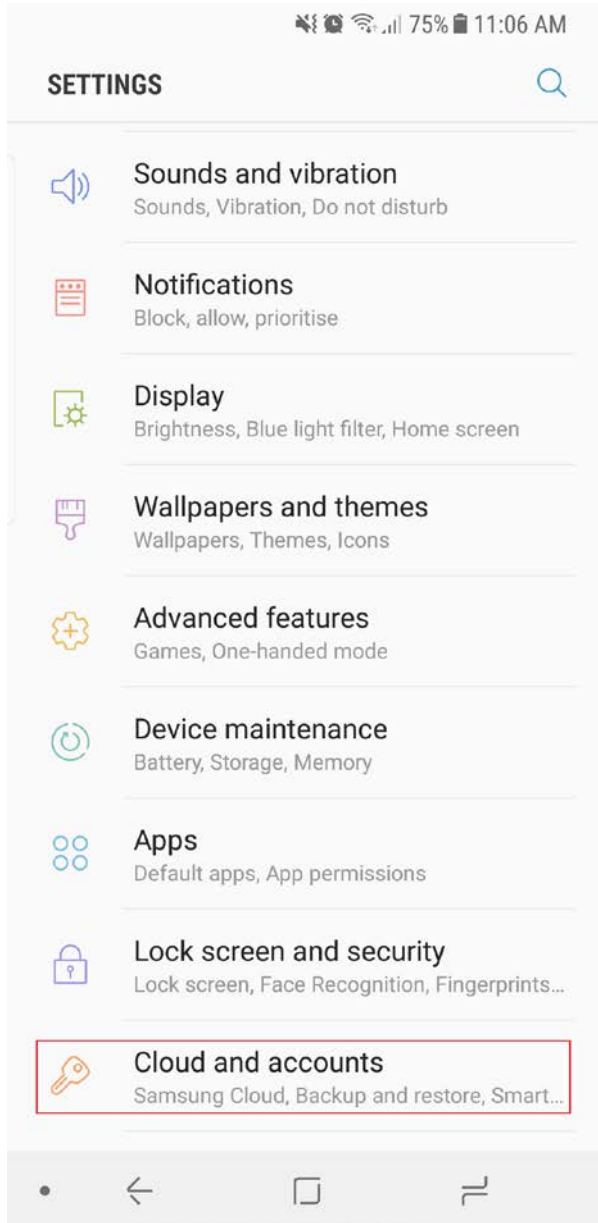 75% 11:06 AM
SETTINGS
Sounds and vibration
Sounds, Vibration, Do not disturb
Notifications
Block, allow, prioritise
Display
Brightness, Blue light filter, Home screen
Wallpapers and themes
Wallpapers, Themes, Icons
Advanced features
Games, One-handed mode
Device maintenance
Battery, Storage, Memory
Apps
Default apps, App permissions
Lock screen and security
Lock screen, Face Recognition, Fingerprints...
Cloud and accounts
Samsung Cloud, Backup and restore, Smart...